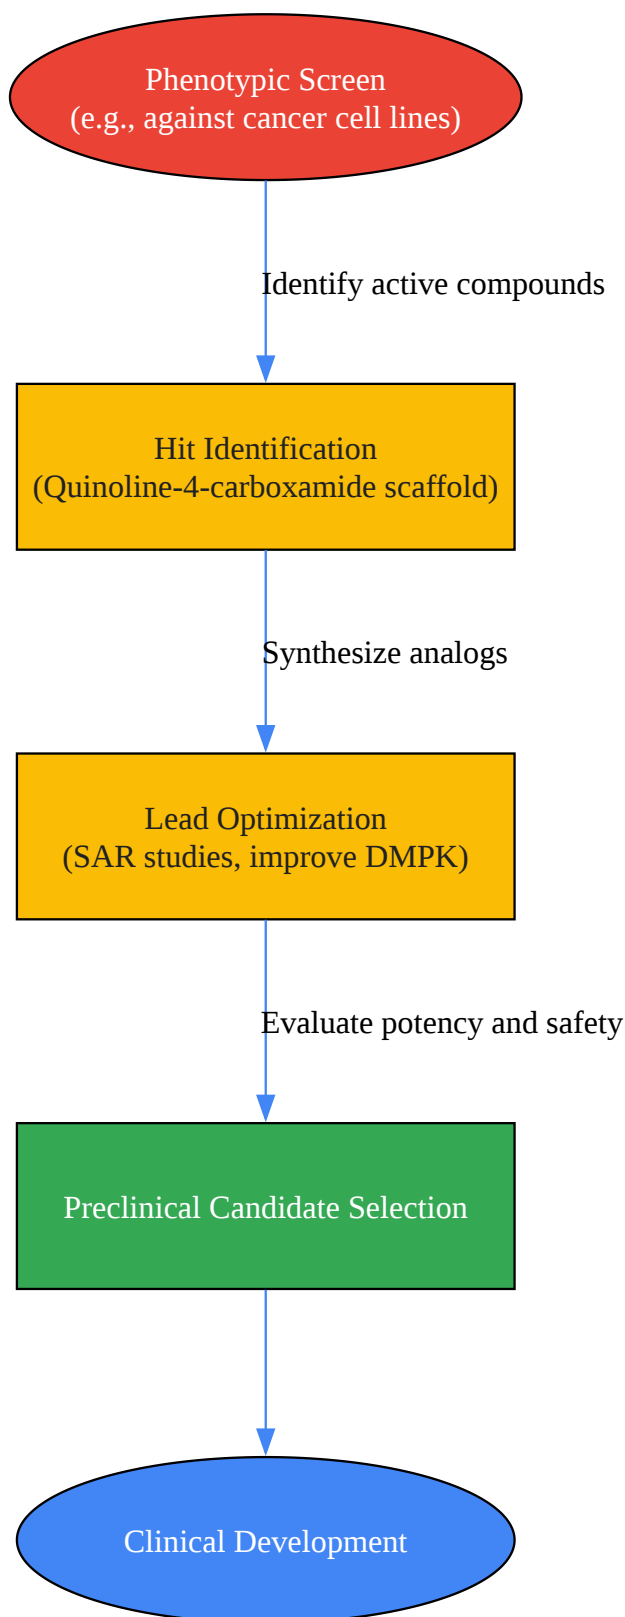 Phenotypic Screen
(e.g., against cancer cell lines)
Identify active compounds
Hit Identification
(Quinoline-4-carboxamide scaffold)
Synthesize analogs
Lead Optimization
(SAR studies, improve DMPK)
Evaluate potency and safety
Preclinical Candidate Selection
Clinical Development